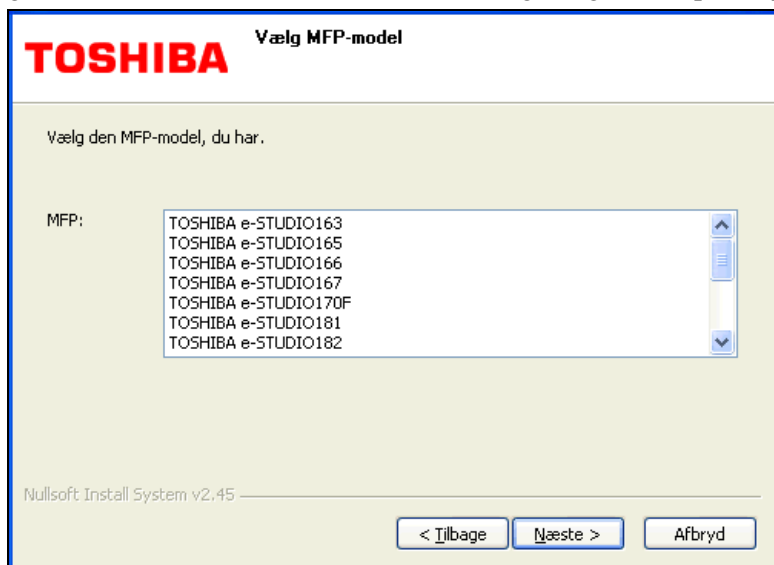 TOSHIBA
Vælg MFP-model
Vælg den MFP-model, du har.
MFP:
TOSHIBA e-STUDIO163
TOSHIBA e-STUDIO165
TOSHIBA e-STUDIO166
TOSHIBA e-STUDIO167
TOSHIBA e-STUDIO170F
TOSHIBA e-STUDIO181
TOSHIBA e-STUDIO182
Nullsoft Install System v2.45
< Tilbage Næste > Afbryd